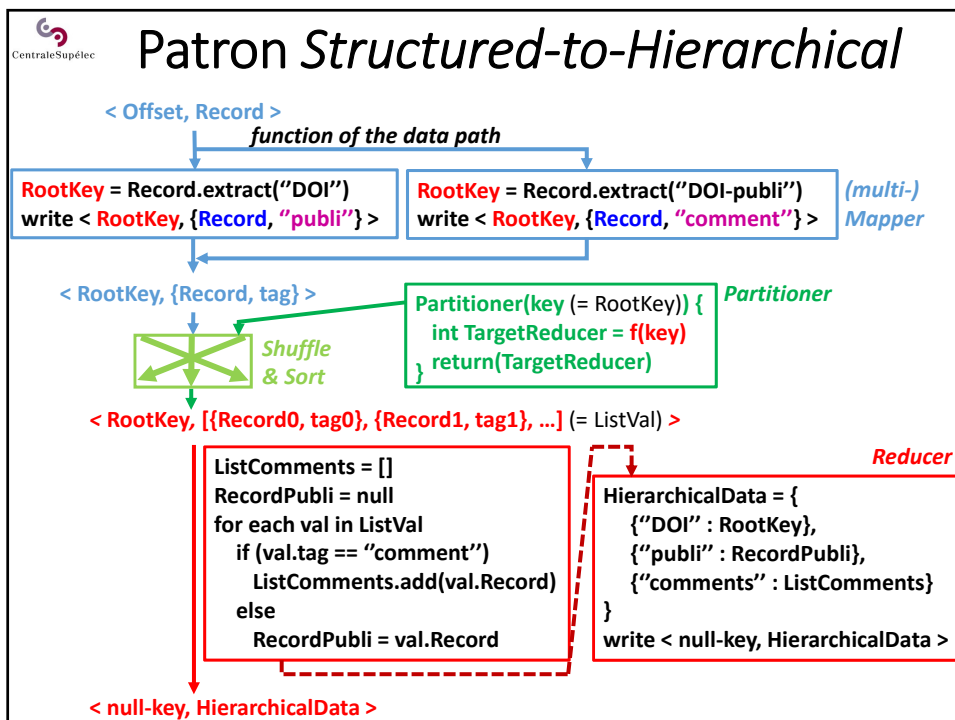 CentraleSupélec
Patron Structured-to-Hierarchical
< Offset, Record >
function of the data path
RootKey = Record.extract(‘’DOI’’)
write < RootKey, {Record, ‘’publi’’} >
RootKey = Record.extract(‘’DOI-publi’’)
write < RootKey, {Record, ‘’comment’’} >
(multi-)
Mapper
< RootKey, {Record, tag} >
Partitioner(key (= RootKey)) {
int TargetReducer = f(key)
return(TargetReducer)
}
Partitioner
Shuffle
& Sort
< RootKey, [{Record0, tag0}, {Record1, tag1}, …] (= ListVal) >
Reducer
ListComments = []
RecordPubli = null
for each val in ListVal
if (val.tag == ‘’comment’’)
ListComments.add(val.Record)
else
RecordPubli = val.Record
HierarchicalData = {
{‘’DOI’’ : RootKey},
{‘’publi’’ : RecordPubli},
{‘’comments’’ : ListComments}
}
write < null-key, HierarchicalData >
< null-key, HierarchicalData >